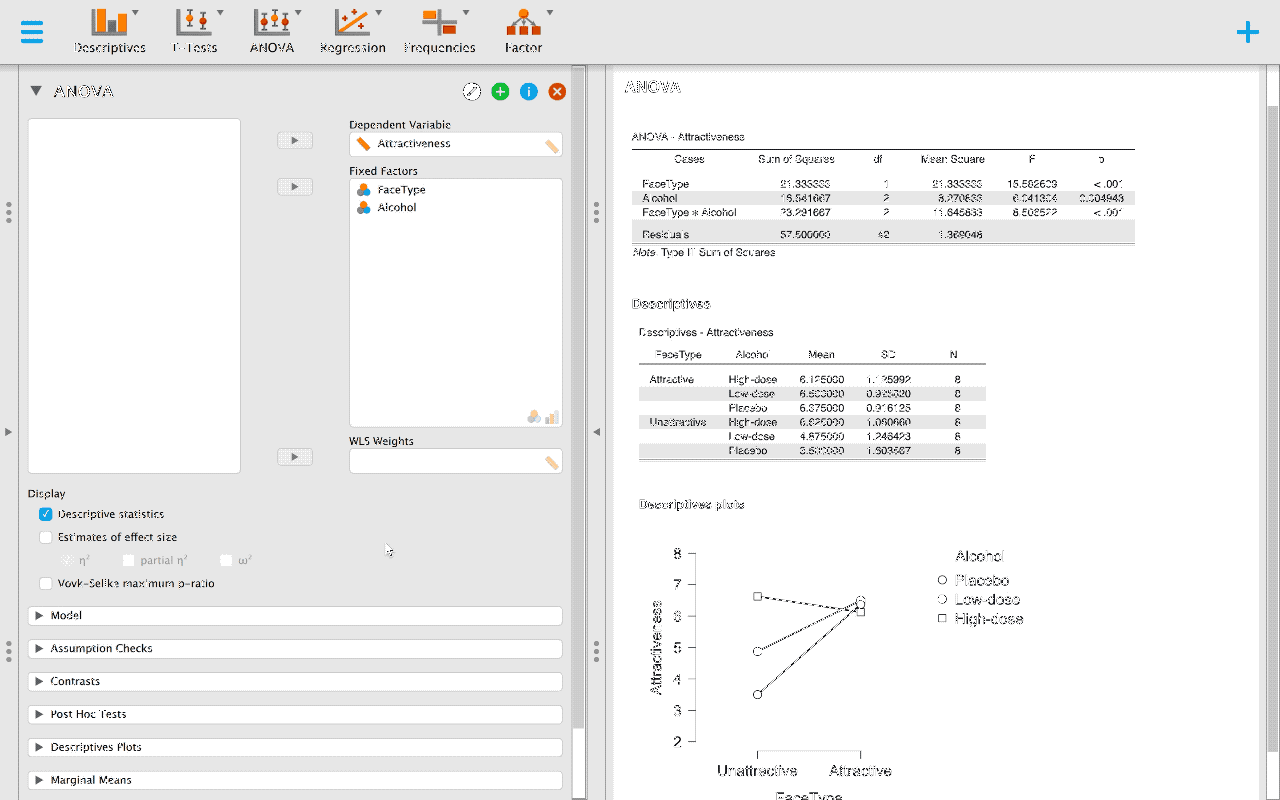 Descriptives T-Tests ANOVA Regression Frequencies Factor
ANOVA
Dependent Variable
Attractiveness
Fixed Factors
FaceType
Alcohol
WLS Weights
Display
Descriptive statistics
Estimates of effect size
η² partial η² ω²
Vovk-Selke maximum p-ratio
Model
Assumption Checks
Contrasts
Post Hoc Tests
Descriptives Plots
Marginal Means
ANOVA
ANOVA - Attractiveness
Cases Sum of Squares df Mean Square F p
FaceType 21.333333 1 21.333333 15.582609 < .001
Alcohol 16.541667 2 8.270833 6.041304 0.004943
FaceType ∗ Alcohol 23.291667 2 11.645833 8.506522 < .001
Residuals 57.500000 42 1.369048
Note. Type III Sum of Squares
Descriptives
Descriptives - Attractiveness
FaceType Alcohol Mean SD N
Attractive High-dose 6.125000 1.125992 8
Low-dose 6.500000 0.925820 8
Placebo 6.375000 0.916125 8
Unattractive High-dose 6.625000 1.060660 8
Low-dose 4.875000 1.246423 8
Placebo 3.500000 1.603567 8
Descriptives plots
Alcohol
Placebo
Low-dose
High-dose
Attractiveness
8
7
6
5
4
3
2
Unattractive Attractive
FaceType